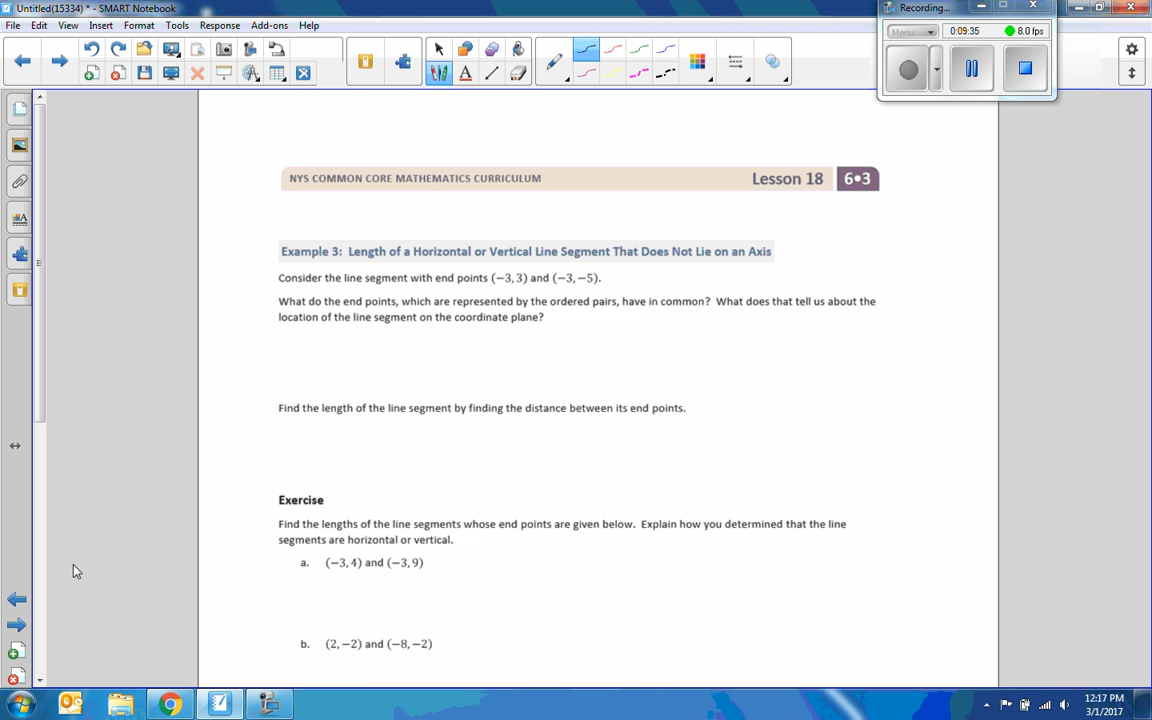 Untitled(15334) * - SMART Notebook
Recording...
File Edit View Insert Format Tools Response Add-ons Help
Menu 0:09:35 8.0 fps
NYS COMMON CORE MATHEMATICS CURRICULUM Lesson 18 6•3
Example 3: Length of a Horizontal or Vertical Line Segment That Does Not Lie on an Axis
Consider the line segment with end points (−3, 3) and (−3, −5).
What do the end points, which are represented by the ordered pairs, have in common? What does that tell us about the
location of the line segment on the coordinate plane?
Find the length of the line segment by finding the distance between its end points.
Exercise
Find the lengths of the line segments whose end points are given below. Explain how you determined that the line
segments are horizontal or vertical.
a. (−3, 4) and (−3, 9)
b. (2, −2) and (−8, −2)
12:17 PM
3/1/2017